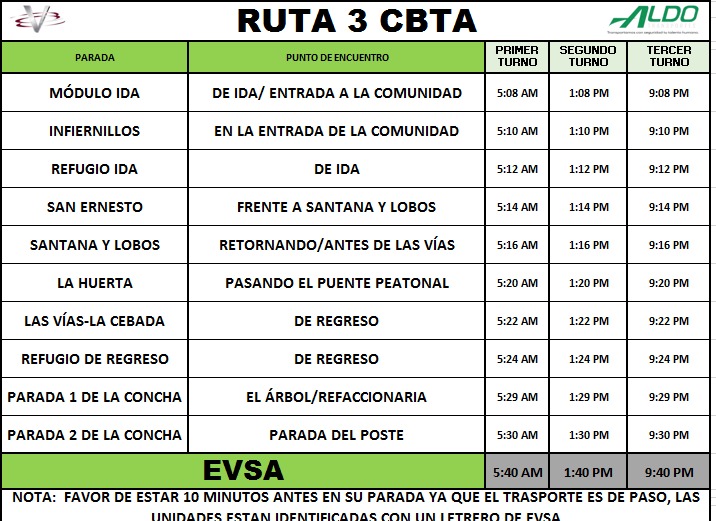 RUTA 3 CBTA
ALDO
PARADA PUNTO DE ENCUENTRO PRIMER TURNO SEGUNDO TURNO TERCER TURNO
MÓDULO IDA DE IDA/ ENTRADA A LA COMUNIDAD 5:08 AM 1:08 PM 9:08 PM
INFIERNILLOS EN LA ENTRADA DE LA COMUNIDAD 5:10 AM 1:10 PM 9:10 PM
REFUGIO IDA DE IDA 5:12 AM 1:12 PM 9:12 PM
SAN ERNESTO FRENTE A SANTANA Y LOBOS 5:14 AM 1:14 PM 9:14 PM
SANTANA Y LOBOS RETORNANDO/ANTES DE LAS VÍAS 5:16 AM 1:16 PM 9:16 PM
LA HUERTA PASANDO EL PUENTE PEATONAL 5:20 AM 1:20 PM 9:20 PM
LAS VÍAS-LA CEBADA DE REGRESO 5:22 AM 1:22 PM 9:22 PM
REFUGIO DE REGRESO DE REGRESO 5:24 AM 1:24 PM 9:24 PM
PARADA 1 DE LA CONCHA EL ÁRBOL/REFACCIONARIA 5:29 AM 1:29 PM 9:29 PM
PARADA 2 DE LA CONCHA PARADA DEL POSTE 5:30 AM 1:30 PM 9:30 PM
EVSA 5:40 AM 1:40 PM 9:40 PM
NOTA: FAVOR DE ESTAR 10 MINUTOS ANTES EN SU PARADA YA QUE EL TRASPORTE ES DE PASO, LAS
UNIDADES ESTAN IDENTIFICADAS CON UN LETRERO DE EVSA